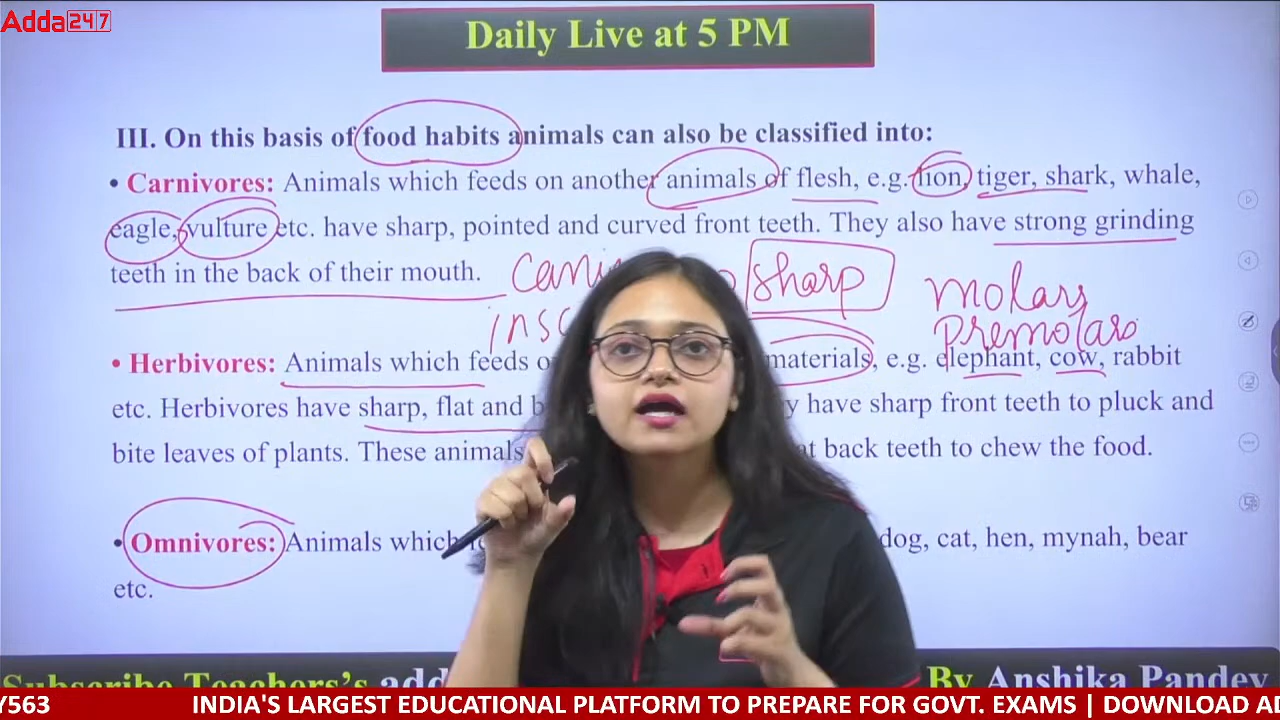 Adda247
Daily Live at 5 PM
III. On this basis of food habits animals can also be classified into:
• Carnivores: Animals which feeds on another animals of flesh, e.g. lion, tiger, shark, whale,
eagle, vulture etc. have sharp, pointed and curved front teeth. They also have strong grinding
teeth in the back of their mouth.
sharp
molars
Premolars
• Herbivores: Animals which feeds materials, e.g. elephant, cow, rabbit
etc. Herbivores have sharp, flat and have sharp front teeth to pluck and
bite leaves of plants. These animals back teeth to chew the food.
• Omnivores: Animals which dog, cat, hen, mynah, bear
etc.
Subscribe Teacher's By Anshika Pandey
Y563 INDIA'S LARGEST EDUCATIONAL PLATFORM TO PREPARE FOR GOVT. EXAMS | DOWNLOAD